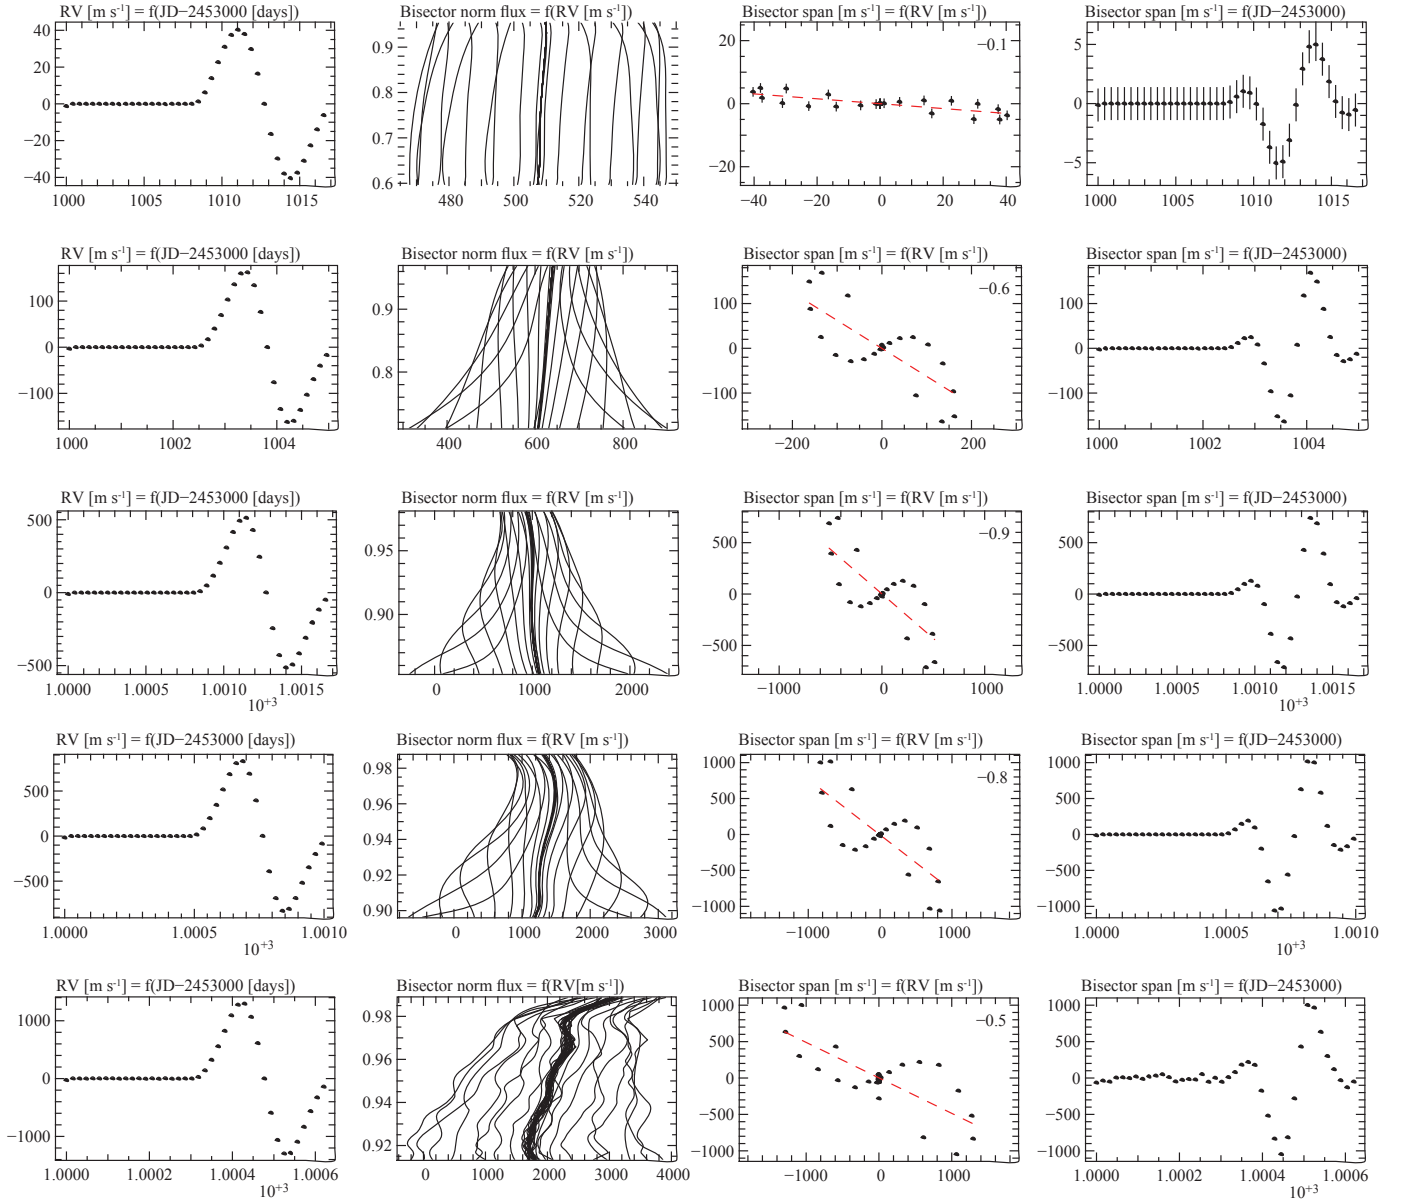 RV [m s-1] = f(JD−2453000 [days]) Bisector norm flux = f(RV [m s-1]) Bisector span [m s-1] = f(RV [m s-1]) Bisector span [m s-1] = f(JD−2453000)
40 20 0 −20 −40
0.9 0.8 0.7 0.6
20 0 −20
−0.1
5 0 −5
1000 1005 1010 1015 480 500 520 540 −40 −20 0 20 40 1000 1005 1010 1015
RV [m s-1] = f(JD−2453000 [days]) Bisector norm flux = f(RV [m s-1]) Bisector span [m s-1] = f(RV [m s-1]) Bisector span [m s-1] = f(JD−2453000)
100 0 −100
0.9 0.8
100 0 −100
−0.6
100 0 −100
1000 1002 1004 400 600 800 −200 0 200 1000 1002 1004
RV [m s-1] = f(JD−2453000 [days]) Bisector norm flux = f(RV [m s-1]) Bisector span [m s-1] = f(RV [m s-1]) Bisector span [m s-1] = f(JD−2453000)
500 0 −500
0.95 0.90
500 0 −500
−0.9
500 0 −500
1.0000 1.0005 1.0010 1.0015 0 1000 2000 −1000 0 1000 1.0000 1.0005 1.0010 1.0015
10+3 10+3
RV [m s-1] = f(JD−2453000 [days]) Bisector norm flux = f(RV [m s-1]) Bisector span [m s-1] = f(RV [m s-1]) Bisector span [m s-1] = f(JD−2453000)
500 0 −500
0.98 0.96 0.94 0.92 0.90
1000 500 0 −500 −1000
−0.8
1000 500 0 −500 −1000
1.0000 1.0005 1.0010 0 1000 2000 3000 −1000 0 1000 1.0000 1.0005 1.0010
10+3 10+3
RV [m s-1] = f(JD−2453000 [days]) Bisector norm flux = f(RV[m s-1]) Bisector span [m s-1] = f(RV [m s-1]) Bisector span [m s-1] = f(JD−2453000)
1000 0 −1000
0.98 0.96 0.94 0.92
1000 500 0 −500 −1000
−0.5
1000 500 0 −500 −1000
1.0000 1.0002 1.0004 1.0006 0 1000 2000 3000 4000 −1000 0 1000 1.0000 1.0002 1.0004 1.0006
10+3 10+3